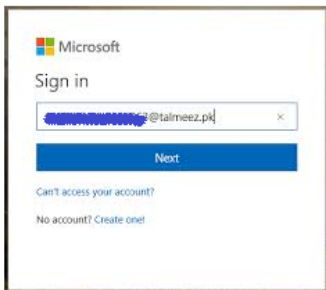 Microsoft
Sign in
@talmeez.pk
Next
Can't access your account?
No account? Create one!